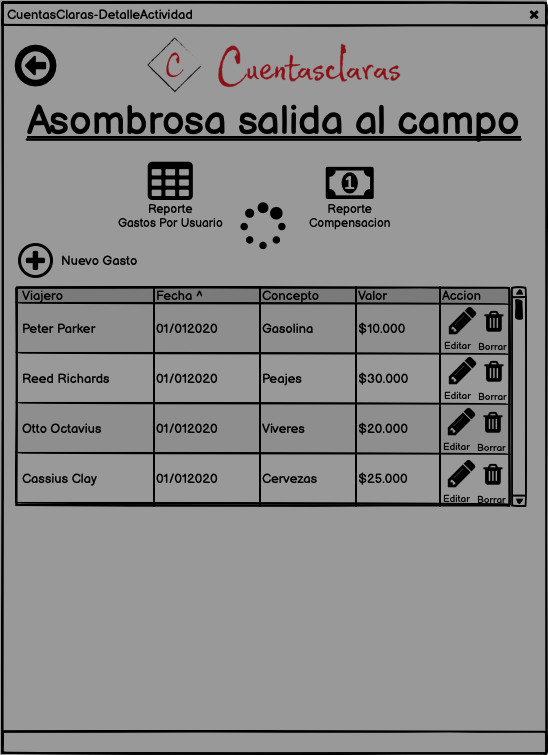 CuentasClaras-DetalleActividad
C Cuentasclaras
Asombrosa salida al campo
Reporte
Gastos Por Usuario
1
Reporte
Compensacion
Nuevo Gasto
Viajero Fecha ^ Concepto Valor Accion
Peter Parker 01/012020 Gasolina $10.000 Editar Borrar
Reed Richards 01/012020 Peajes $30.000 Editar Borrar
Otto Octavius 01/012020 Viveres $20.000 Editar Borrar
Cassius Clay 01/012020 Cervezas $25.000 Editar Borrar